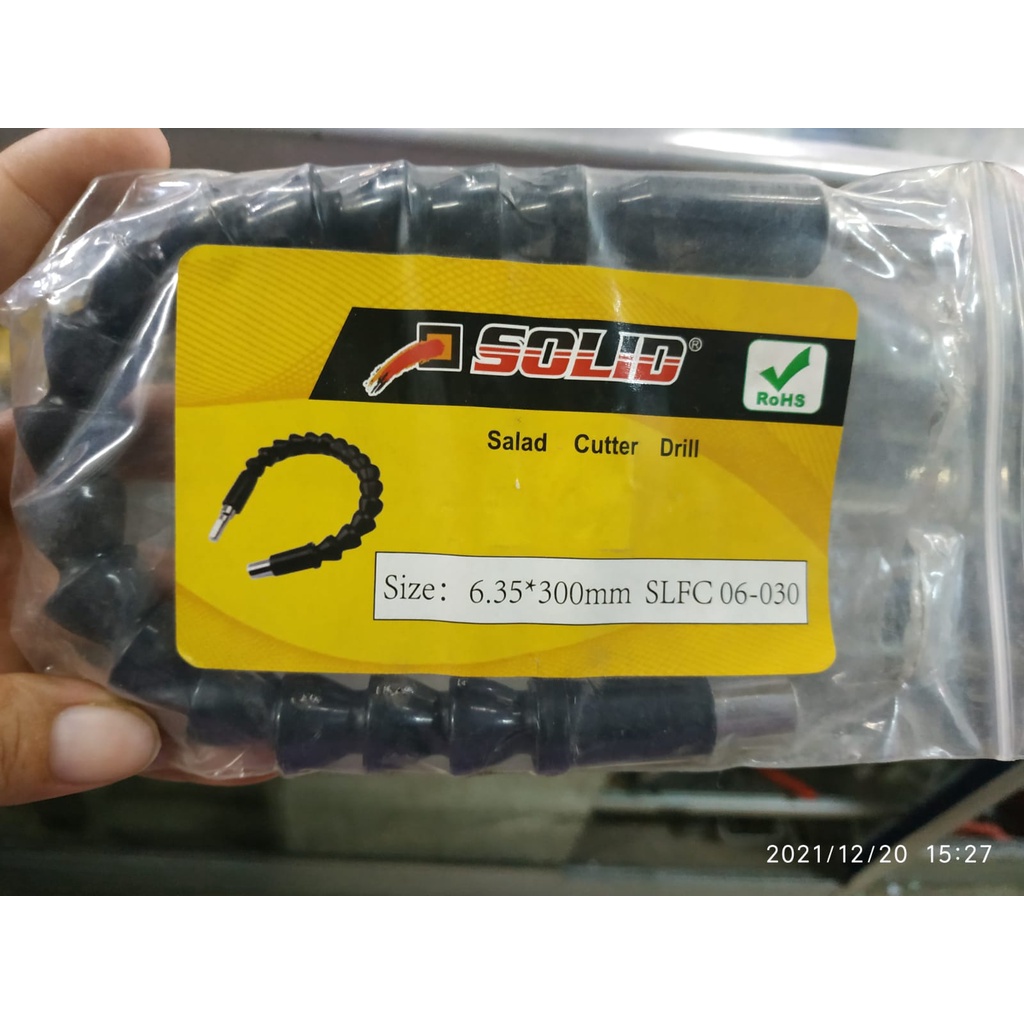 SOLID®
RoHS
Salad Cutter Drill
Size: 6.35*300mm SLFC 06-030
2021/12/20 15:27